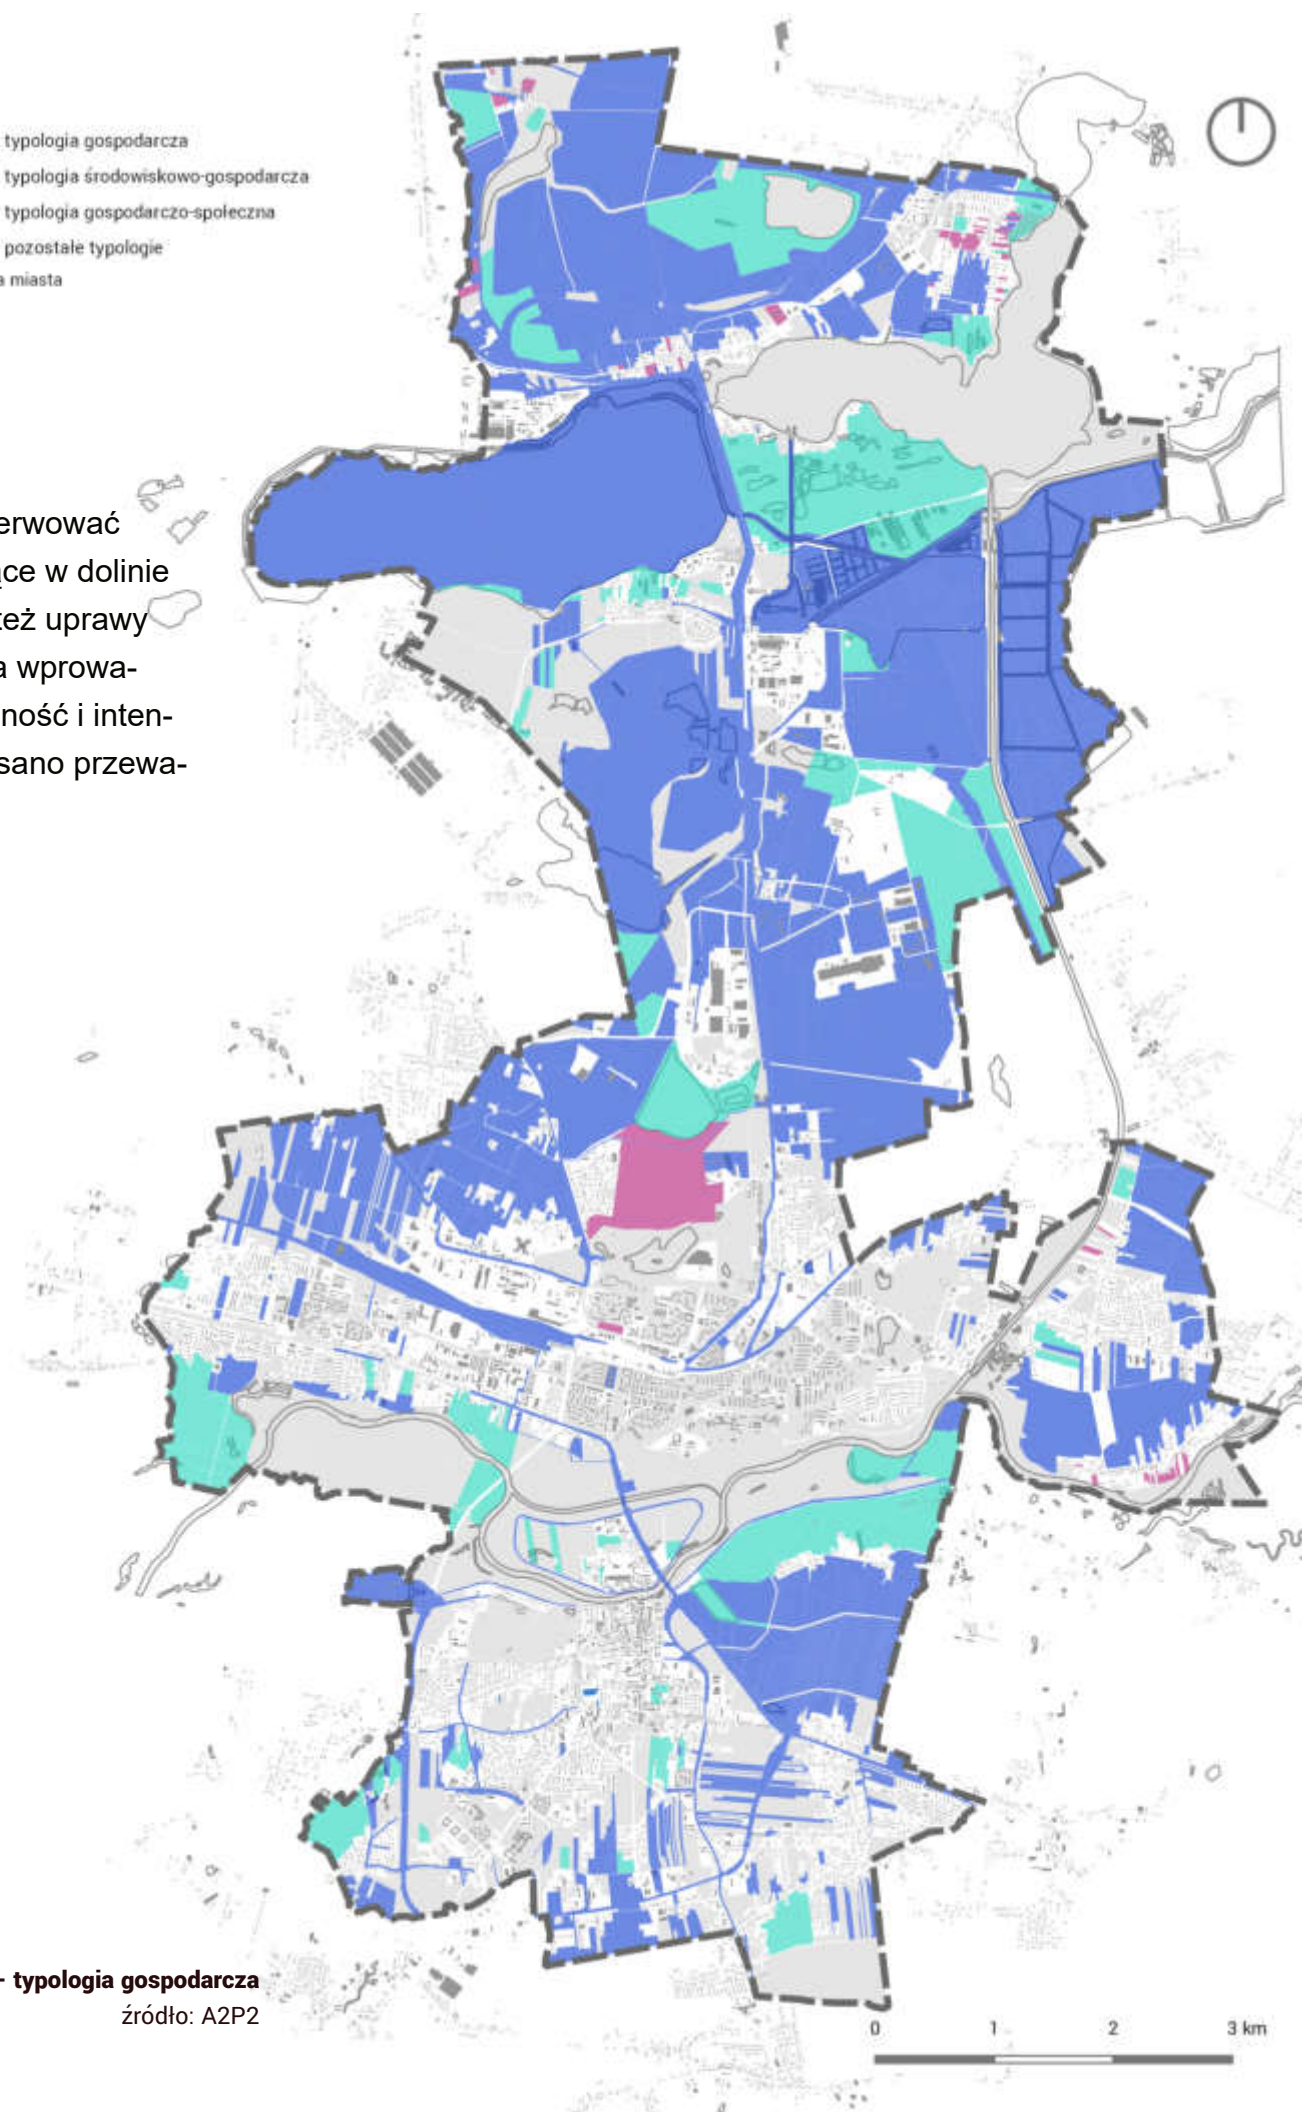 typologia gospodarcza
typologia środowiskowo-gospodarcza
typologia gospodarczo-społeczna
pozostałe typologie
a miasta
erwować
ące w dolinie
też uprawy
a wprowa-
ność i inten-
sano przewa-
- typologia gospodarcza
źródło: A2P2
0 1 2 3 km